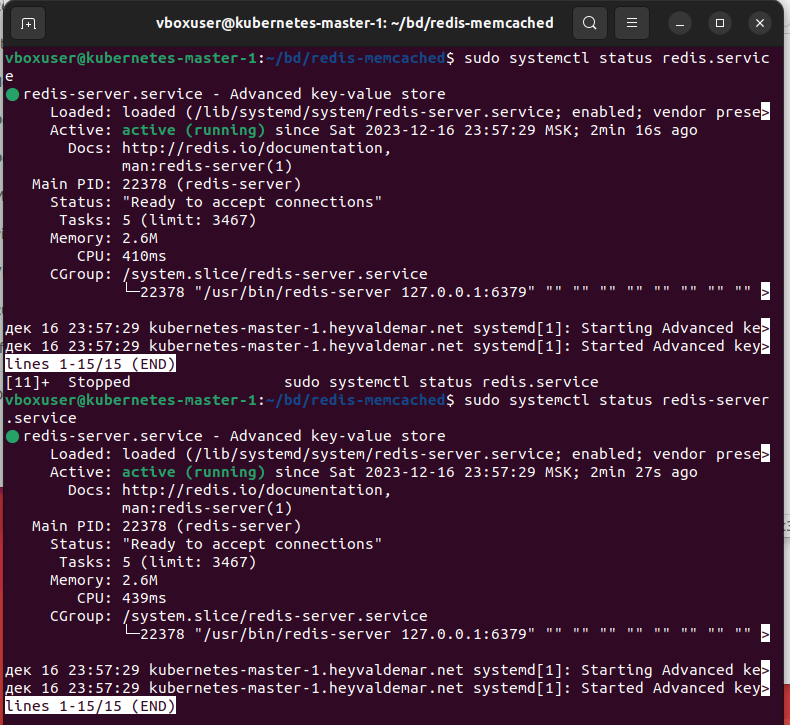 vboxuser@kubernetes-master-1: ~/bd/redis-memcached
vboxuser@kubernetes-master-1:~/bd/redis-memcached$ sudo systemctl status redis.servic
e
● redis-server.service - Advanced key-value store
Loaded: loaded (/lib/systemd/system/redis-server.service; enabled; vendor prese>
Active: active (running) since Sat 2023-12-16 23:57:29 MSK; 2min 16s ago
Docs: http://redis.io/documentation,
man:redis-server(1)
Main PID: 22378 (redis-server)
Status: "Ready to accept connections"
Tasks: 5 (limit: 3467)
Memory: 2.6M
CPU: 410ms
CGroup: /system.slice/redis-server.service
└─22378 "/usr/bin/redis-server 127.0.0.1:6379" "" "" "" "" "" "" "" "" >
дек 16 23:57:29 kubernetes-master-1.heyvaldemar.net systemd[1]: Starting Advanced ke>
дек 16 23:57:29 kubernetes-master-1.heyvaldemar.net systemd[1]: Started Advanced key>
lines 1-15/15 (END)
[11]+  Stopped                 sudo systemctl status redis.service
vboxuser@kubernetes-master-1:~/bd/redis-memcached$ sudo systemctl status redis-server
.service
● redis-server.service - Advanced key-value store
Loaded: loaded (/lib/systemd/system/redis-server.service; enabled; vendor prese>
Active: active (running) since Sat 2023-12-16 23:57:29 MSK; 2min 27s ago
Docs: http://redis.io/documentation,
man:redis-server(1)
Main PID: 22378 (redis-server)
Status: "Ready to accept connections"
Tasks: 5 (limit: 3467)
Memory: 2.6M
CPU: 439ms
CGroup: /system.slice/redis-server.service
└─22378 "/usr/bin/redis-server 127.0.0.1:6379" "" "" "" "" "" "" "" "" >
дек 16 23:57:29 kubernetes-master-1.heyvaldemar.net systemd[1]: Starting Advanced ke>
дек 16 23:57:29 kubernetes-master-1.heyvaldemar.net systemd[1]: Started Advanced key>
lines 1-15/15 (END)